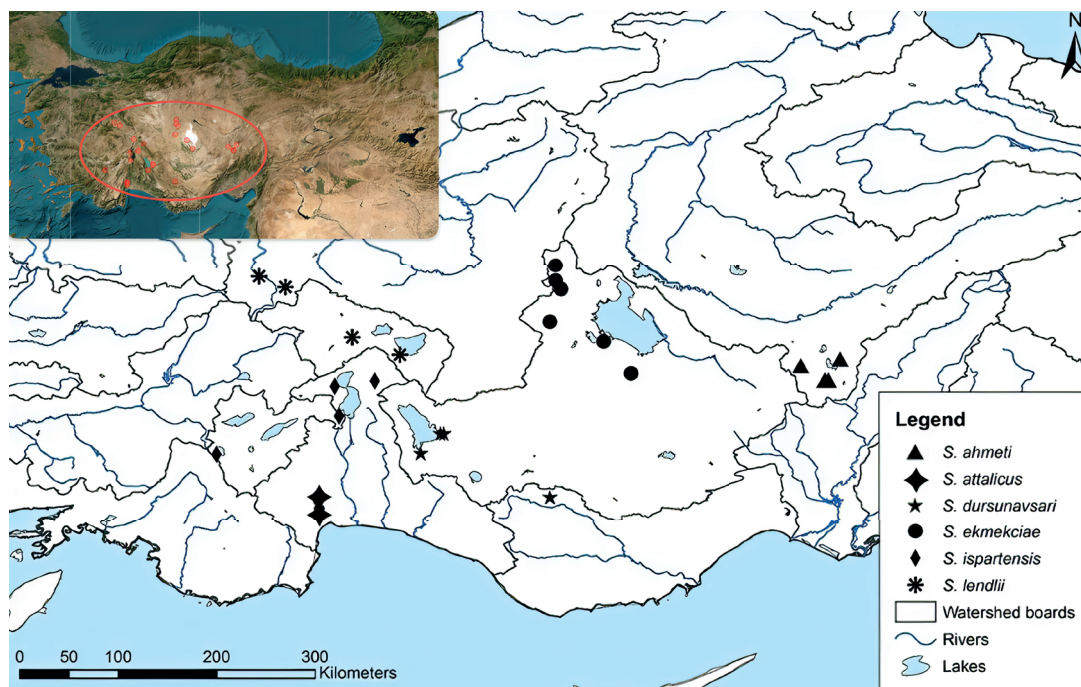 N
Legend
S. ahmeti
S. attalicus
S. dursunavsari
S. ekmekciae
S. ispartensis
S. lendlii
Watershed boards
Rivers
Lakes
0 50 100 200 300
Kilometers